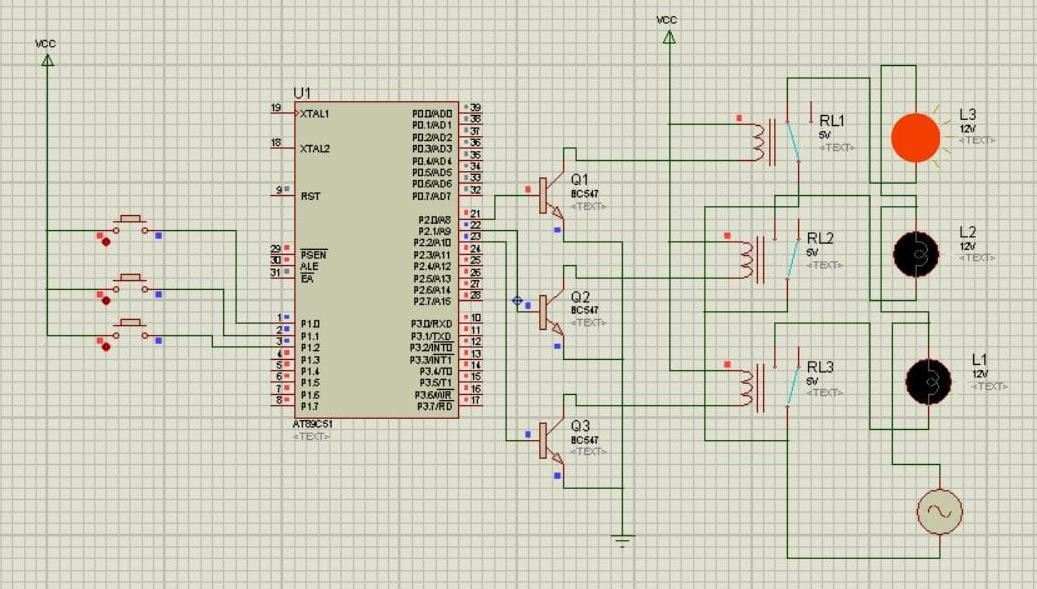 VCC
VCC
U1
19 XTAL1
18 XTAL2
9 RST
29 PSEN
30 ALE
31 EA
1 P1.0
2 P1.1
3 P1.2
4 P1.3
5 P1.4
6 P1.5
7 P1.6
8 P1.7
P0.0/AD0 39
P0.1/AD1 38
P0.2/AD2 37
P0.3/AD3 36
P0.4/AD4 35
P0.5/AD5 34
P0.6/AD6 33
P0.7/AD7 32
P2.0/A8 21
P2.1/A9 22
P2.2/A10 23
P2.3/A11 24
P2.4/A12 25
P2.5/A13 26
P2.6/A14 27
P2.7/A15 28
P3.0/RXD 10
P3.1/TXD 11
P3.2/INT0 12
P3.3/INT1 13
P3.4/T0 14
P3.5/T1 15
P3.6/WR 16
P3.7/RD 17
AT89C51
<TEXT>
Q1
BC547
<TEXT>
Q2
BC547
<TEXT>
Q3
BC547
<TEXT>
RL1
5V
<TEXT>
RL2
5V
<TEXT>
RL3
5V
<TEXT>
L3
12V
<TEXT>
L2
12V
<TEXT>
L1
12V
<TEXT>